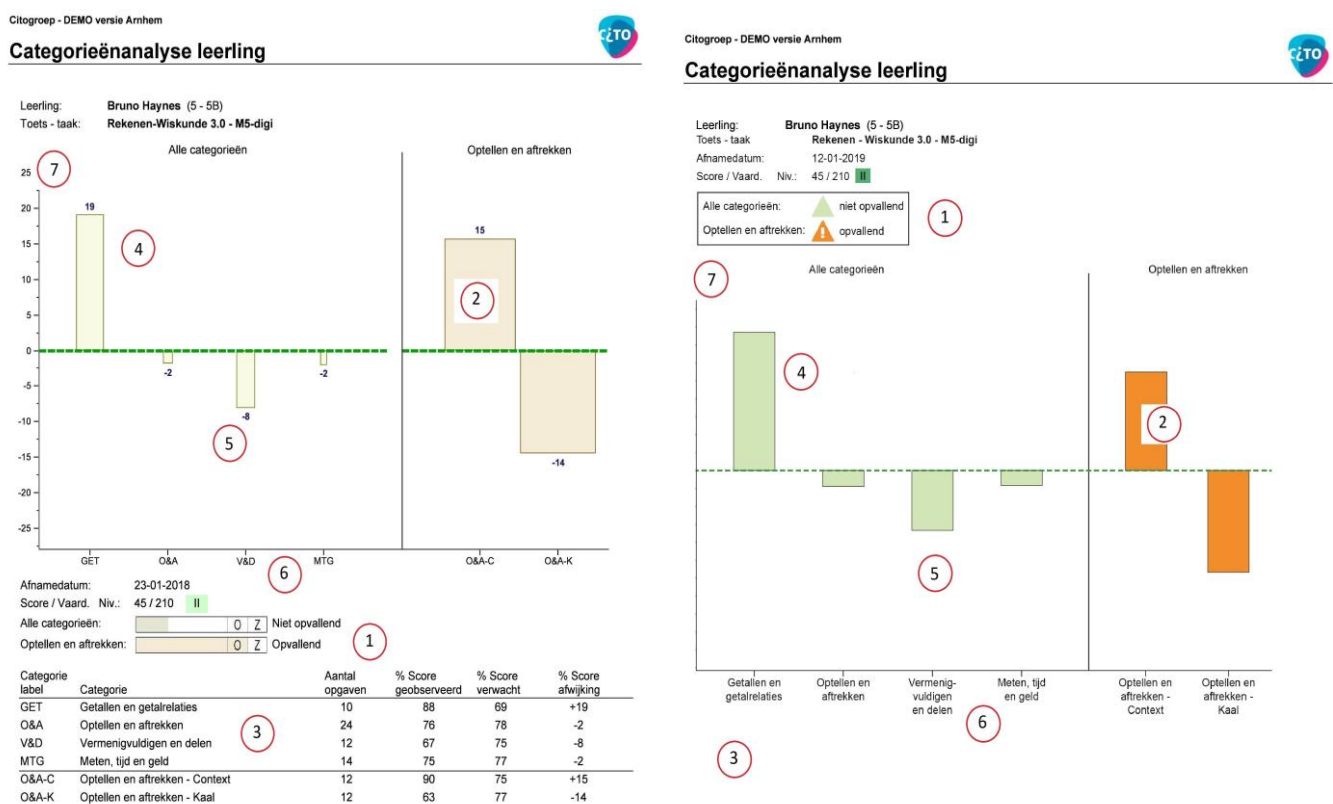 Citogroep - DEMO versie Arnhem
CiTO
Categorieënanalyse leerling
Leerling: Bruno Haynes (5 - 5B)
Toets - taak: Rekenen-Wiskunde 3.0 - M5-digi
Alle categorieën
Optellen en aftrekken
7
25
20
15
10
5
0
-5
-10
-15
-20
-25
19
4
-2
-8
-2
5
15
2
-14
GET O&A V&D MTG O&A-C O&A-K
6
Afnamedatum: 23-01-2018
Score / Vaard. Niv.: 45 / 210 II
Alle categorieën: O Z Niet opvallend
Optellen en aftrekken: O Z Opvallend
1
Categorie label Categorie Aantal opgaven % Score geobserveerd % Score verwacht % Score afwijking
GET Getallen en getalrelaties 10 88 69 +19
O&A Optellen en aftrekken 24 76 78 -2
3
V&D Vermenigvuldigen en delen 12 67 75 -8
MTG Meten, tijd en geld 14 75 77 -2
O&A-C Optellen en aftrekken - Context 12 90 75 +15
O&A-K Optellen en aftrekken - Kaal 12 63 77 -14
Citogroep - DEMO versie Arnhem
CiTO
Categorieënanalyse leerling
Leerling: Bruno Haynes (5 - 5B)
Toets - taak Rekenen - Wiskunde 3.0 - M5-digi
Afnamedatum: 12-01-2019
Score / Vaard. Niv.: 45 / 210 II
Alle categorieën: niet opvallend
Optellen en aftrekken: ! opvallend
1
7
Alle categorieën
Optellen en aftrekken
4
2
5
Getallen en getalrelaties
Optellen en aftrekken
Vermenig-
vuldigen
en delen
Meten, tijd
en geld
Optellen en
aftrekken -
Context
Optellen en
aftrekken -
Kaal
6
3